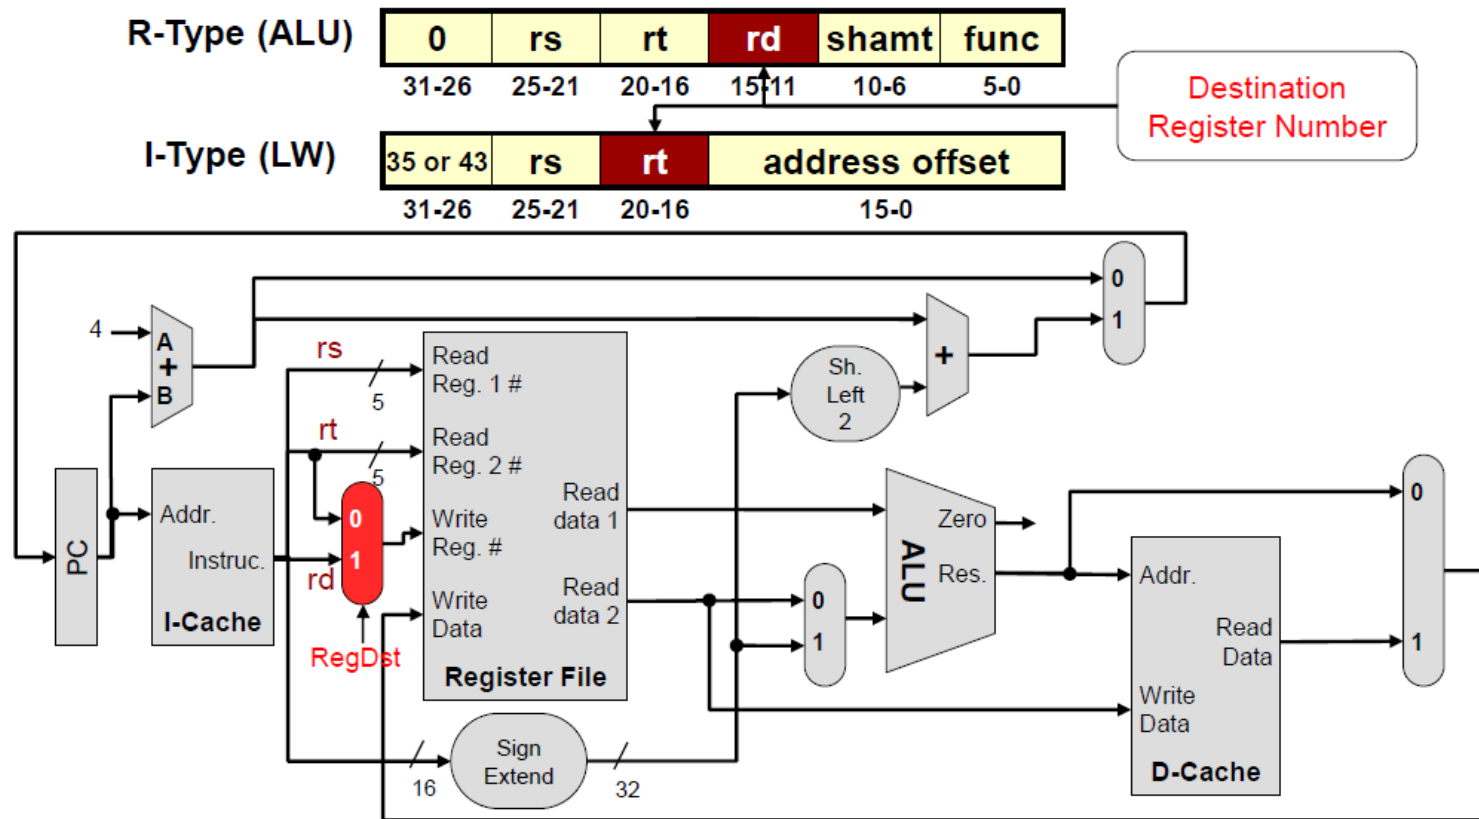 R-Type (ALU)
0 rs rt rd shamt func
31-26 25-21 20-16 15-11 10-6 5-0
Destination
Register Number
I-Type (LW)
35 or 43 rs rt address offset
31-26 25-21 20-16 15-0
0
1
4
A
+
B
+
Sh.
Left
2
rs
5
rt
5
Read
Reg. 1 #
Read
Reg. 2 #
Write
Reg. #
Write
Data
Read
data 1
Read
data 2
Register File
PC
Addr.
Instruc.
I-Cache
0
1
rd
RegDst
16
Sign
Extend
32
0
1
ALU
Zero
Res.
Addr.
Read
Data
Write
Data
D-Cache
0
1